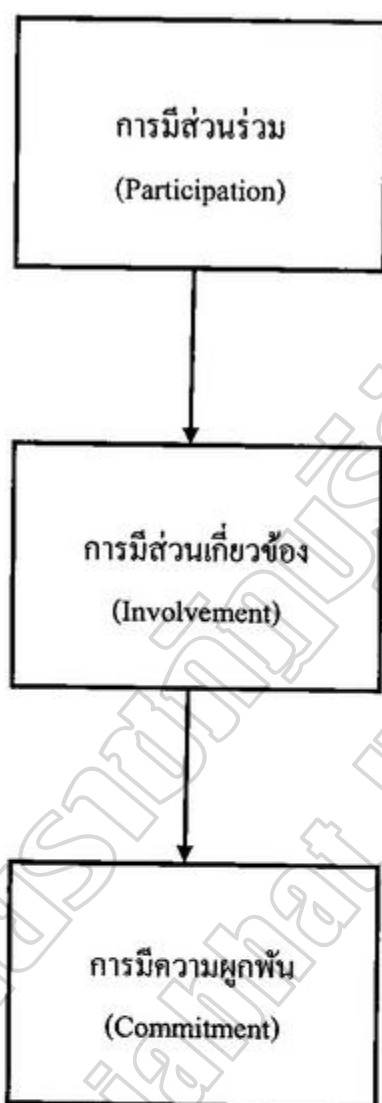 การมีส่วนร่วม
(Participation)
การมีส่วนเกี่ยวข้อง
(Involvement)
การมีความผูกพัน
(Commitment)